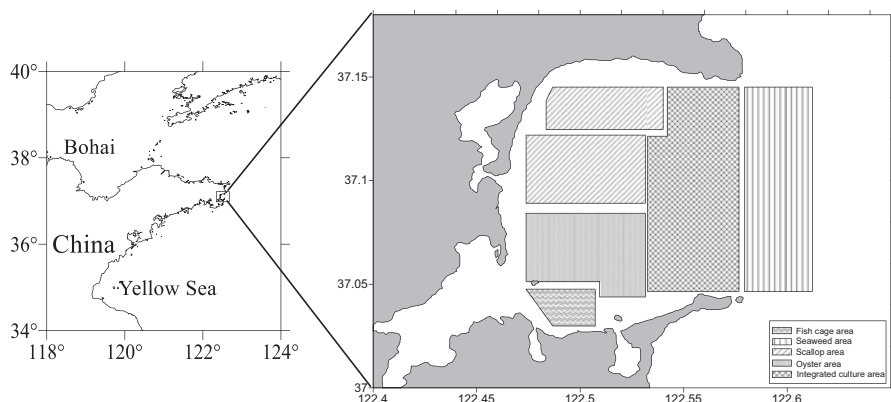 40°
38°
36°
34°
118°
120°
122°
124°
Bohai
China
Yellow Sea
37.15
37.1
37.05
37
122.4
122.45
122.5
122.55
122.6
Fish cage area
Seaweed area
Scallop area
Oyster area
Integrated culture area